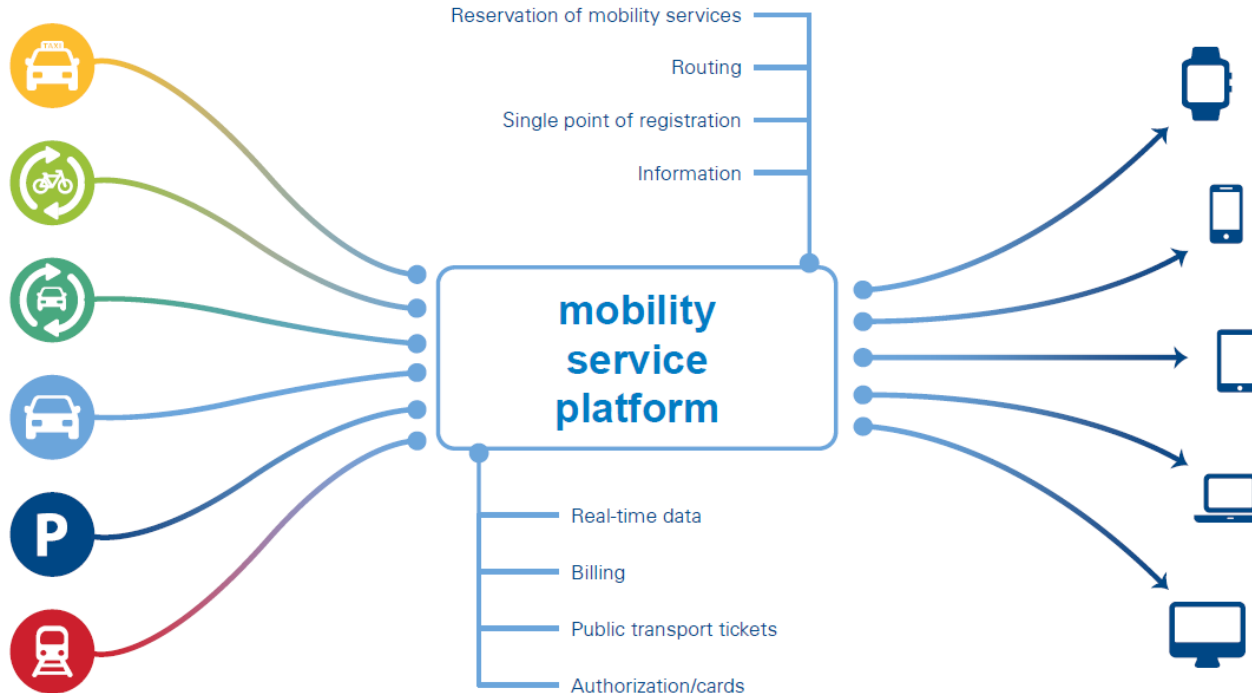 Reservation of mobility services
TAXI
Routing
Single point of registration
Information
mobility
service
platform
P
Real-time data
Billing
Public transport tickets
Authorization/cards